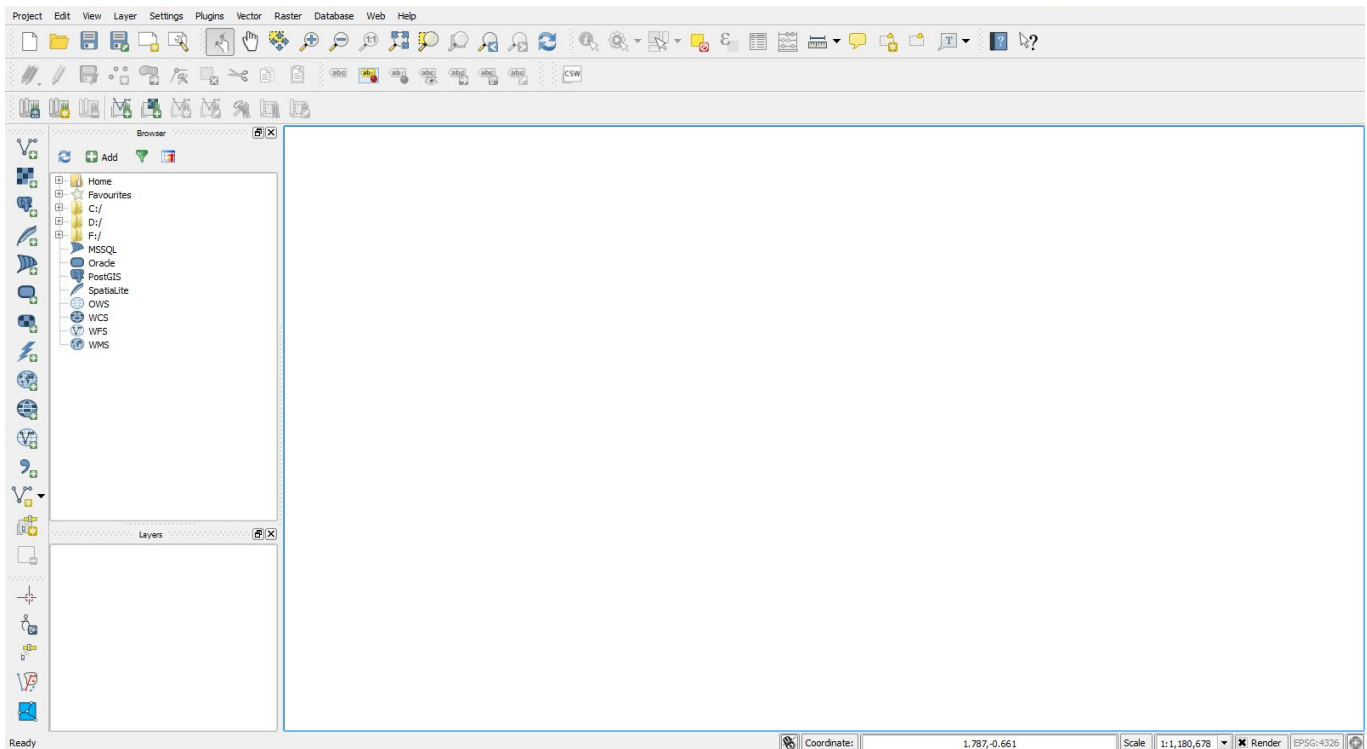 Project Edit View Layer Settings Plugins Vector Raster Database Web Help
abc abc CSW
Browser
Add
Home
Favourites
C:/
D:/
F:/
MSSQL
Oracle
PostGIS
SpatiaLite
OWS
WCS
WFS
WMS
Layers
Ready Coordinate: 1.787,-0.661 Scale 1:1,180,678 Render EPSG:4326